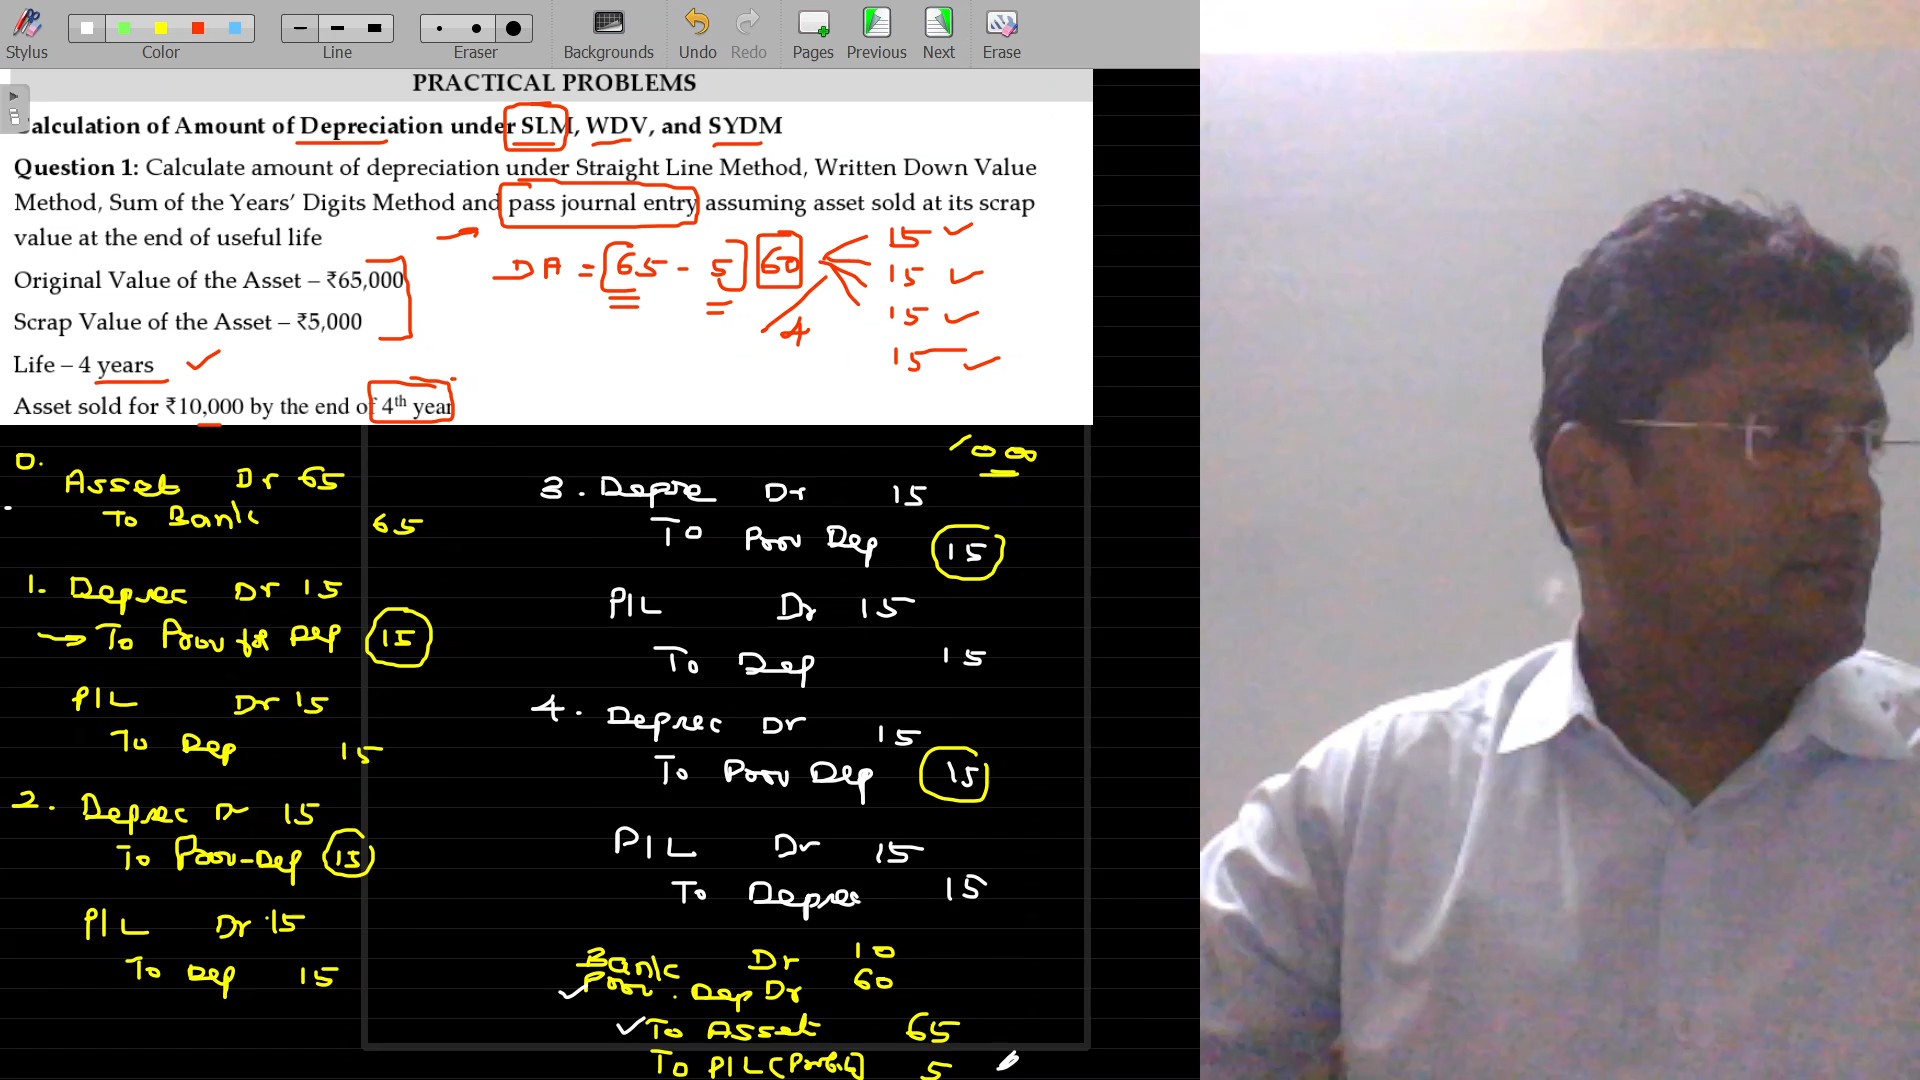 Stylus Color Line Eraser Backgrounds Undo Redo Pages Previous Next Erase
PRACTICAL PROBLEMS
alculation of Amount of Depreciation under SLM, WDV, and SYDM
Question 1: Calculate amount of depreciation under Straight Line Method, Written Down Value
Method, Sum of the Years' Digits Method and pass journal entry assuming asset sold at its scrap
value at the end of useful life
Original Value of the Asset – ₹65,000
Scrap Value of the Asset – ₹5,000
Life – 4 years
Asset sold for ₹10,000 by the end of 4th year
DA = [65 - 5] 60
4
15
15
15
15
0.
Asset Dr 65
To Bank 65
1. Deprec Dr 15
To Prov for Dep 15
P/L Dr 15
To Dep 15
2. Deprec Dr 15
To Prov-Dep 15
P/L Dr 15
To Dep 15
1000
3. Depre Dr 15
To Prov Dep 15
P/L Dr 15
To Dep 15
4. Deprec Dr 15
To Prov Dep 15
P/L Dr 15
To Deprec 15
Bank Dr 10
Prov. Dep Dr 60
To Asset 65
To P/L (Profit) 5